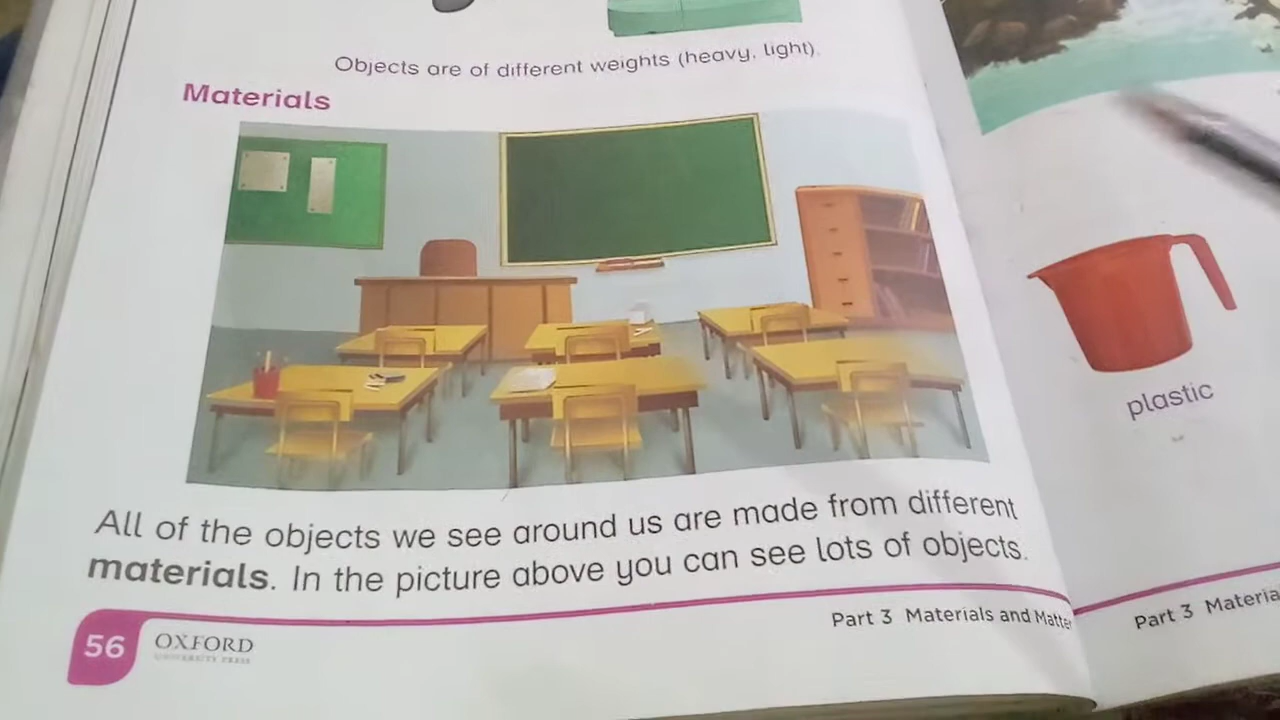 Objects are of different weights (heavy, light).
Materials
All of the objects we see around us are made from different
materials. In the picture above you can see lots of objects.
56
OXFORD
UNIVERSITY PRESS
Part 3 Materials and Matter
plastic
Part 3 Materia